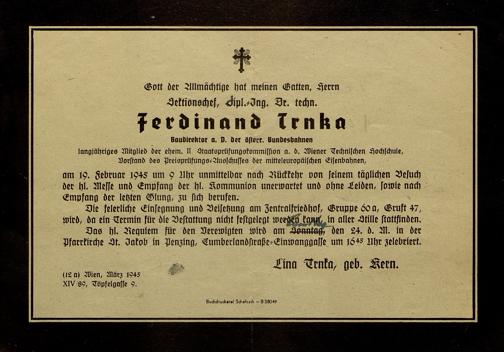 Gott der Allmächtige hat meinen Gatten, Herrn
Sektionschef, Dipl.-Ing. Dr. techn.
Ferdinand Trnka
Baudirektor a. D. der österr. Bundesbahnen
langjähriges Mitglied der ehem. II. Staatsprüfungskommission a. d. Wiener Technischen Hochschule,
Vorstand des Preisprüfungs-Ausschusses der mitteleuropäischen Eisenbahnen,
am 19. Februar 1945 um 9 Uhr unmittelbar nach Rückkehr von seinem täglichen Besuch
der hl. Messe und Empfang der hl. Kommunion unerwartet und ohne Leiden, sowie nach
Empfang der letzten Ölung, zu sich berufen.
Die feierliche Einsegnung und Beisetzung am Zentralfriedhof, Gruppe 60a, Gruft 47,
wird, da ein Termin für die Bestattung nicht festgelegt werden kann, in aller Stille stattfinden.
Das hl. Requiem für den Verewigten wird am Sonntag, den 24. d. M. in der
Pfarrkirche St. Jakob in Penzing, Cumberlandstraße-Einwanggasse um 16⁴⁵ Uhr zelebriert.
Lina Trnka, geb. Kern.
(12 a) Wien, März 1945
XIV/89, Töpfelgasse 9.
Buchdruckerei